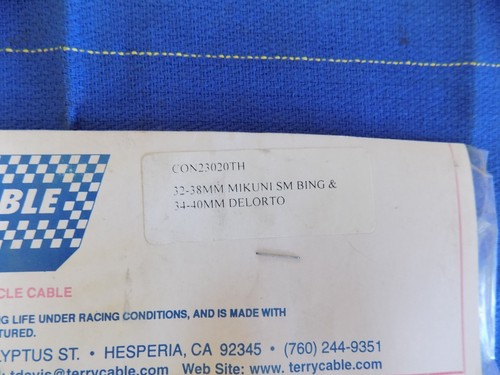 CON23020TH
32-38MM MIKUNI SM BING &
34-40MM DELORTO
BLE
CLE CABLE
G LIFE UNDER RACING CONDITIONS, AND IS MADE WITH
TURED.
LYPTUS ST. • HESPERIA, CA 92345 • (760) 244-9351
tdavis@terrycable.com Web Site: www.terrycable.com